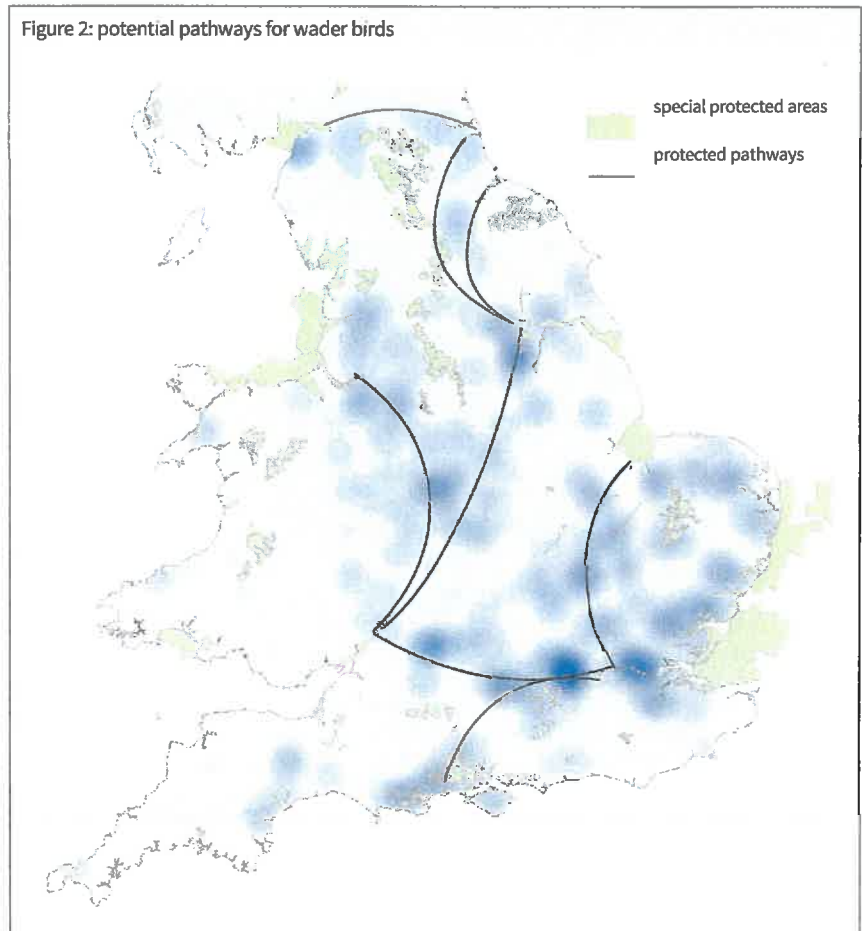 Figure 2: potential pathways for wader birds
special protected areas
protected pathways